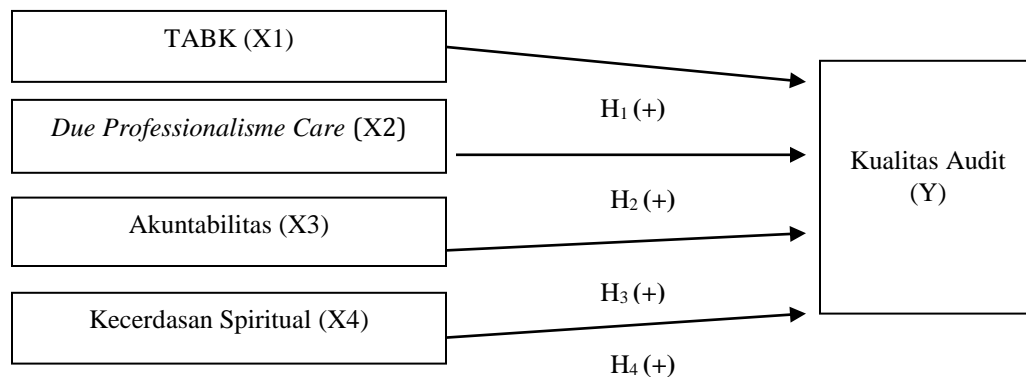 TABK (X1)
H₁ (+)
Due Professionalisme Care (X2)
Kualitas Audit
(Y)
H₂ (+)
Akuntabilitas (X3)
H₃ (+)
Kecerdasan Spiritual (X4)
H₄ (+)